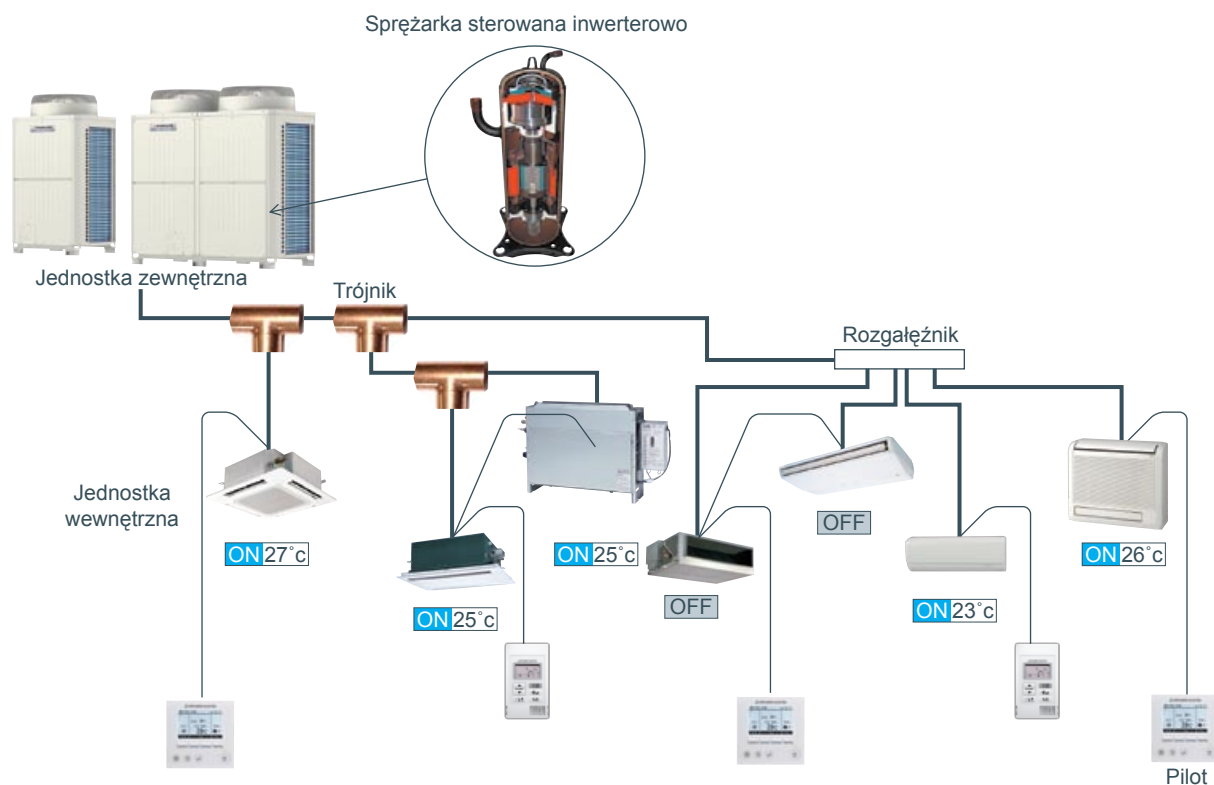 Sprężarka sterowana inwerterowo
Jednostka zewnętrzna
Trójnik
Rozgałęźnik
Jednostka
wewnętrzna
ON 27°c
ON 25°c
ON 25°c
OFF
OFF
ON 23°c
ON 26°c
Pilot